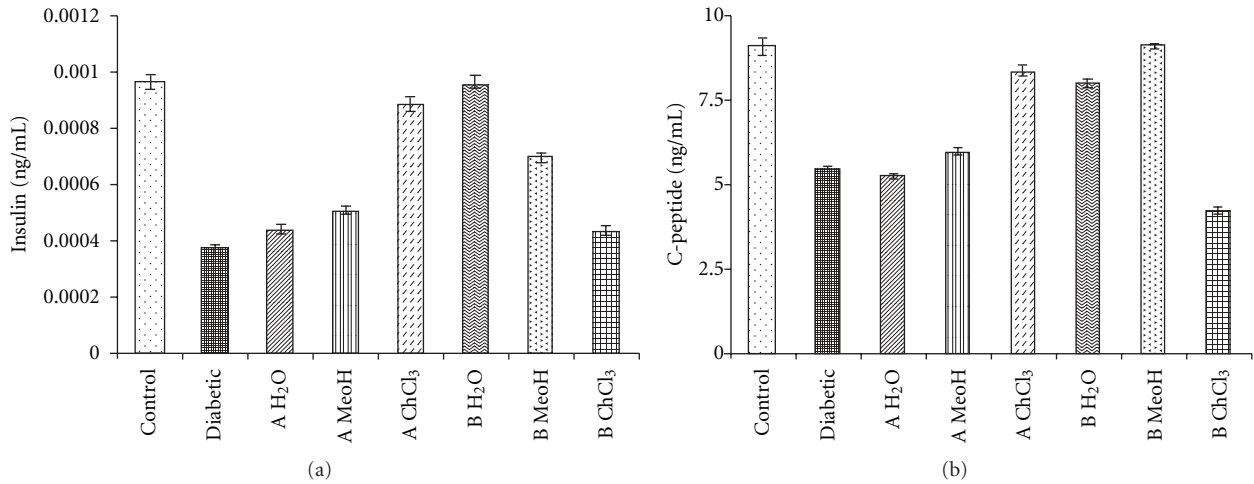 0.0012
0.001
0.0008
0.0006
0.0004
0.0002
0
Insulin (ng/mL)
Control
Diabetic
A H₂O
A MeoH
A ChCl₃
B H₂O
B MeoH
B ChCl₃
(a)
10
7.5
5
2.5
0
C-peptide (ng/mL)
Control
Diabetic
A H₂O
A MeoH
A ChCl₃
B H₂O
B MeoH
B ChCl₃
(b)